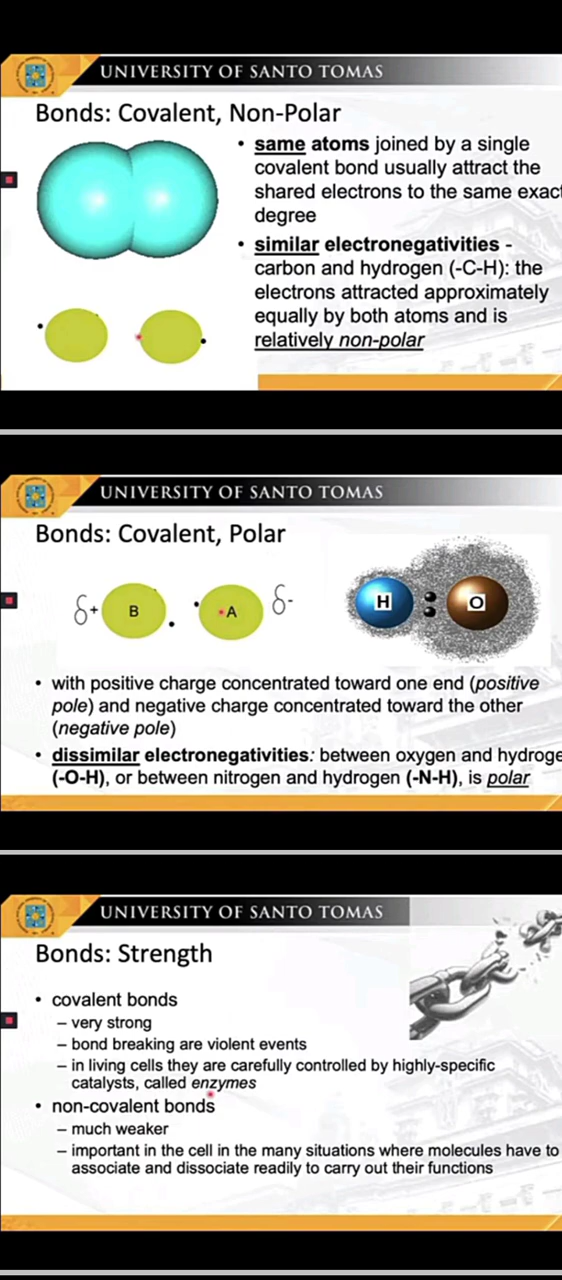 UNIVERSITY OF SANTO TOMAS
Bonds: Covalent, Non-Polar
• same atoms joined by a single
covalent bond usually attract the
shared electrons to the same exact
degree
• similar electronegativities -
carbon and hydrogen (-C-H): the
electrons attracted approximately
equally by both atoms and is
relatively non-polar
UNIVERSITY OF SANTO TOMAS
Bonds: Covalent, Polar
δ+ B A δ-
H : O
• with positive charge concentrated toward one end (positive
pole) and negative charge concentrated toward the other
(negative pole)
• dissimilar electronegativities: between oxygen and hydroge
(-O-H), or between nitrogen and hydrogen (-N-H), is polar
UNIVERSITY OF SANTO TOMAS
Bonds: Strength
• covalent bonds
– very strong
– bond breaking are violent events
– in living cells they are carefully controlled by highly-specific
catalysts, called enzymes
• non-covalent bonds
– much weaker
– important in the cell in the many situations where molecules have to
associate and dissociate readily to carry out their functions